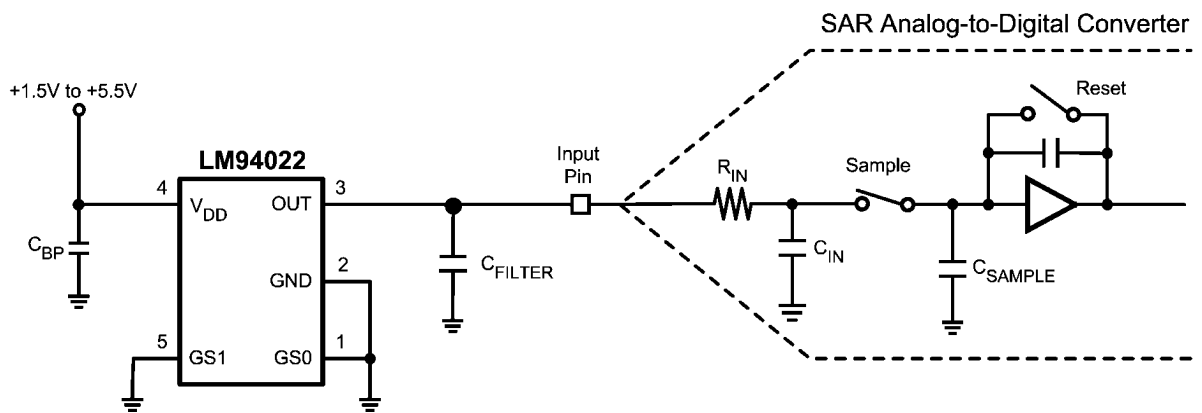 SAR Analog-to-Digital Converter
+1.5V to +5.5V
Reset
LM94022
Input
Pin
Sample
RIN
4
VDD
OUT
3
CBP
CFILTER
CIN
CSAMPLE
GND
2
5
GS1
GS0
1